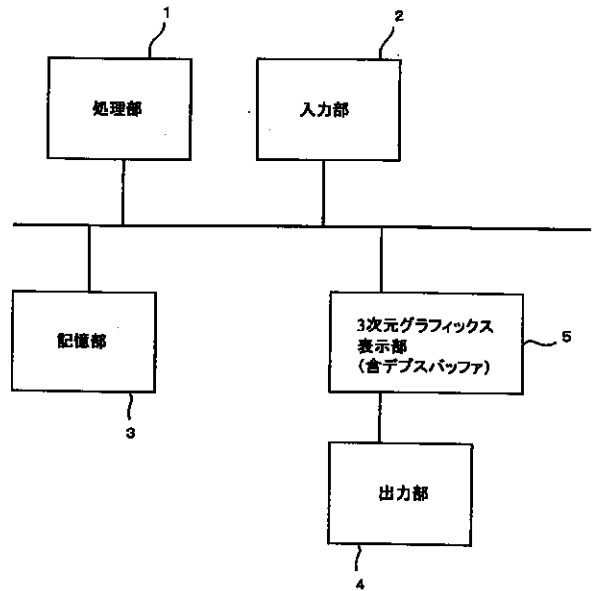 1
2
処理部
入力部
記憶部
3次元グラフィックス
表示部
(含デプスバッファ)
5
3
出力部
4